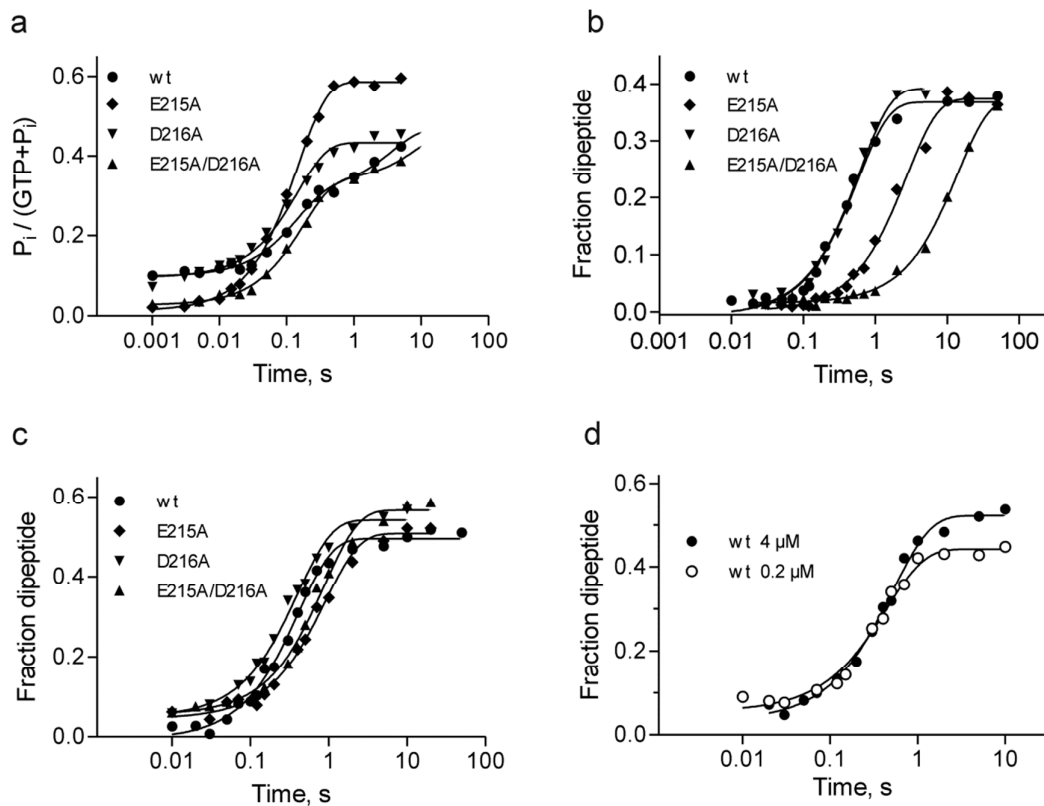 a
0.6
0.4
0.2
0.0
P_i / (GTP+P_i)
wt
E215A
D216A
E215A/D216A
0.001 0.01 0.1 1 10 100
Time, s
b
0.4
0.3
0.2
0.1
0.0
Fraction dipeptide
wt
E215A
D216A
E215A/D216A
0.001 0.01 0.1 1 10 100
Time, s
c
0.6
0.4
0.2
0.0
Fraction dipeptide
wt
E215A
D216A
E215A/D216A
0.01 0.1 1 10 100
Time, s
d
0.6
0.4
0.2
0.0
Fraction dipeptide
wt 4 µM
wt 0.2 µM
0.01 0.1 1 10
Time, s